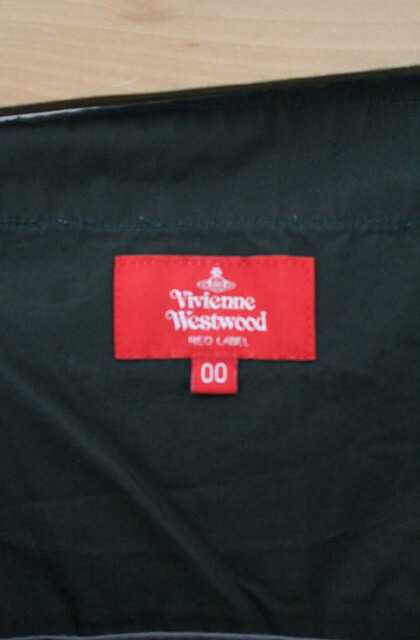 Vivienne
Westwood
RED LABEL
00